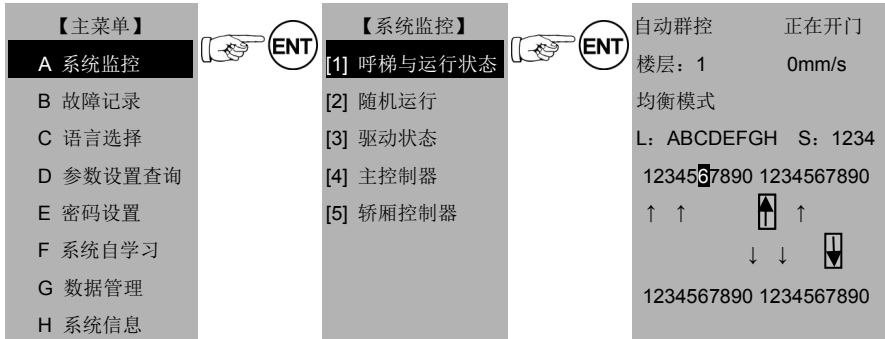 【主菜单】
A 系统监控
B 故障记录
C 语言选择
D 参数设置查询
E 密码设置
F 系统自学习
G 数据管理
H 系统信息
ENT
【系统监控】
[1] 呼梯与运行状态
[2] 随机运行
[3] 驱动状态
[4] 主控制器
[5] 轿厢控制器
ENT
自动群控 正在开门
楼层：1 0mm/s
均衡模式
L：ABCDEFGH S：1234
1234567890 1234567890
↑ ↑ ↑ ↑
↓ ↓ ↓
1234567890 1234567890